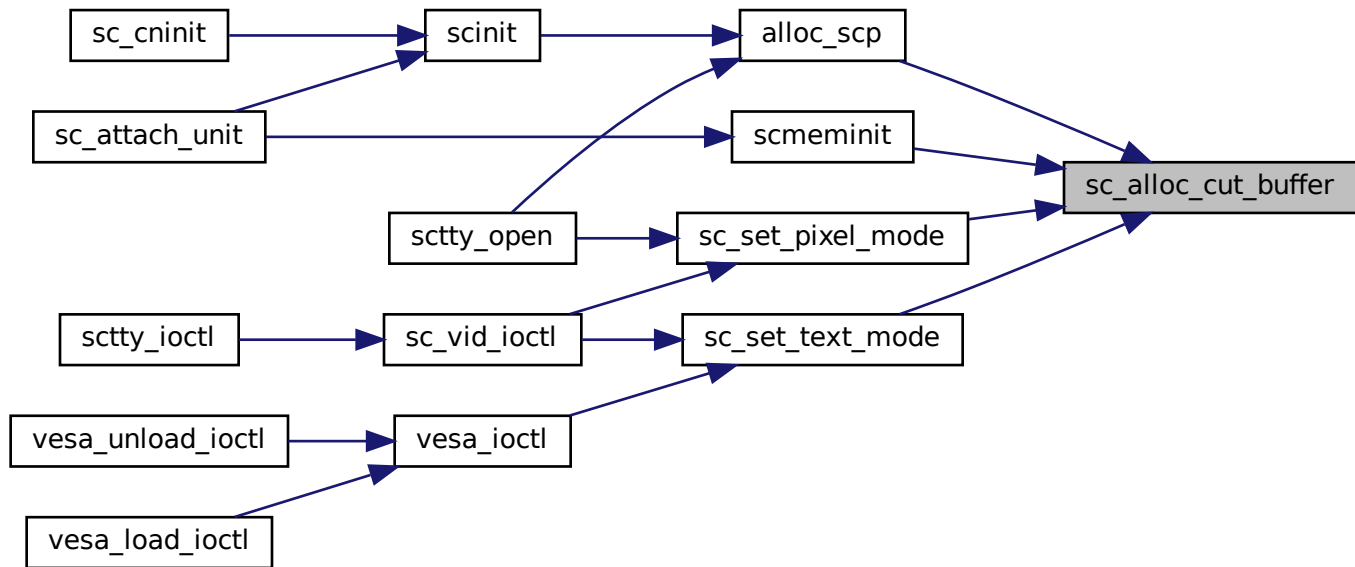 sc_cninit
scinit
alloc_scp
sc_attach_unit
scmeminit
sc_alloc_cut_buffer
sctty_open
sc_set_pixel_mode
sctty_ioctl
sc_vid_ioctl
sc_set_text_mode
vesa_unload_ioctl
vesa_ioctl
vesa_load_ioctl